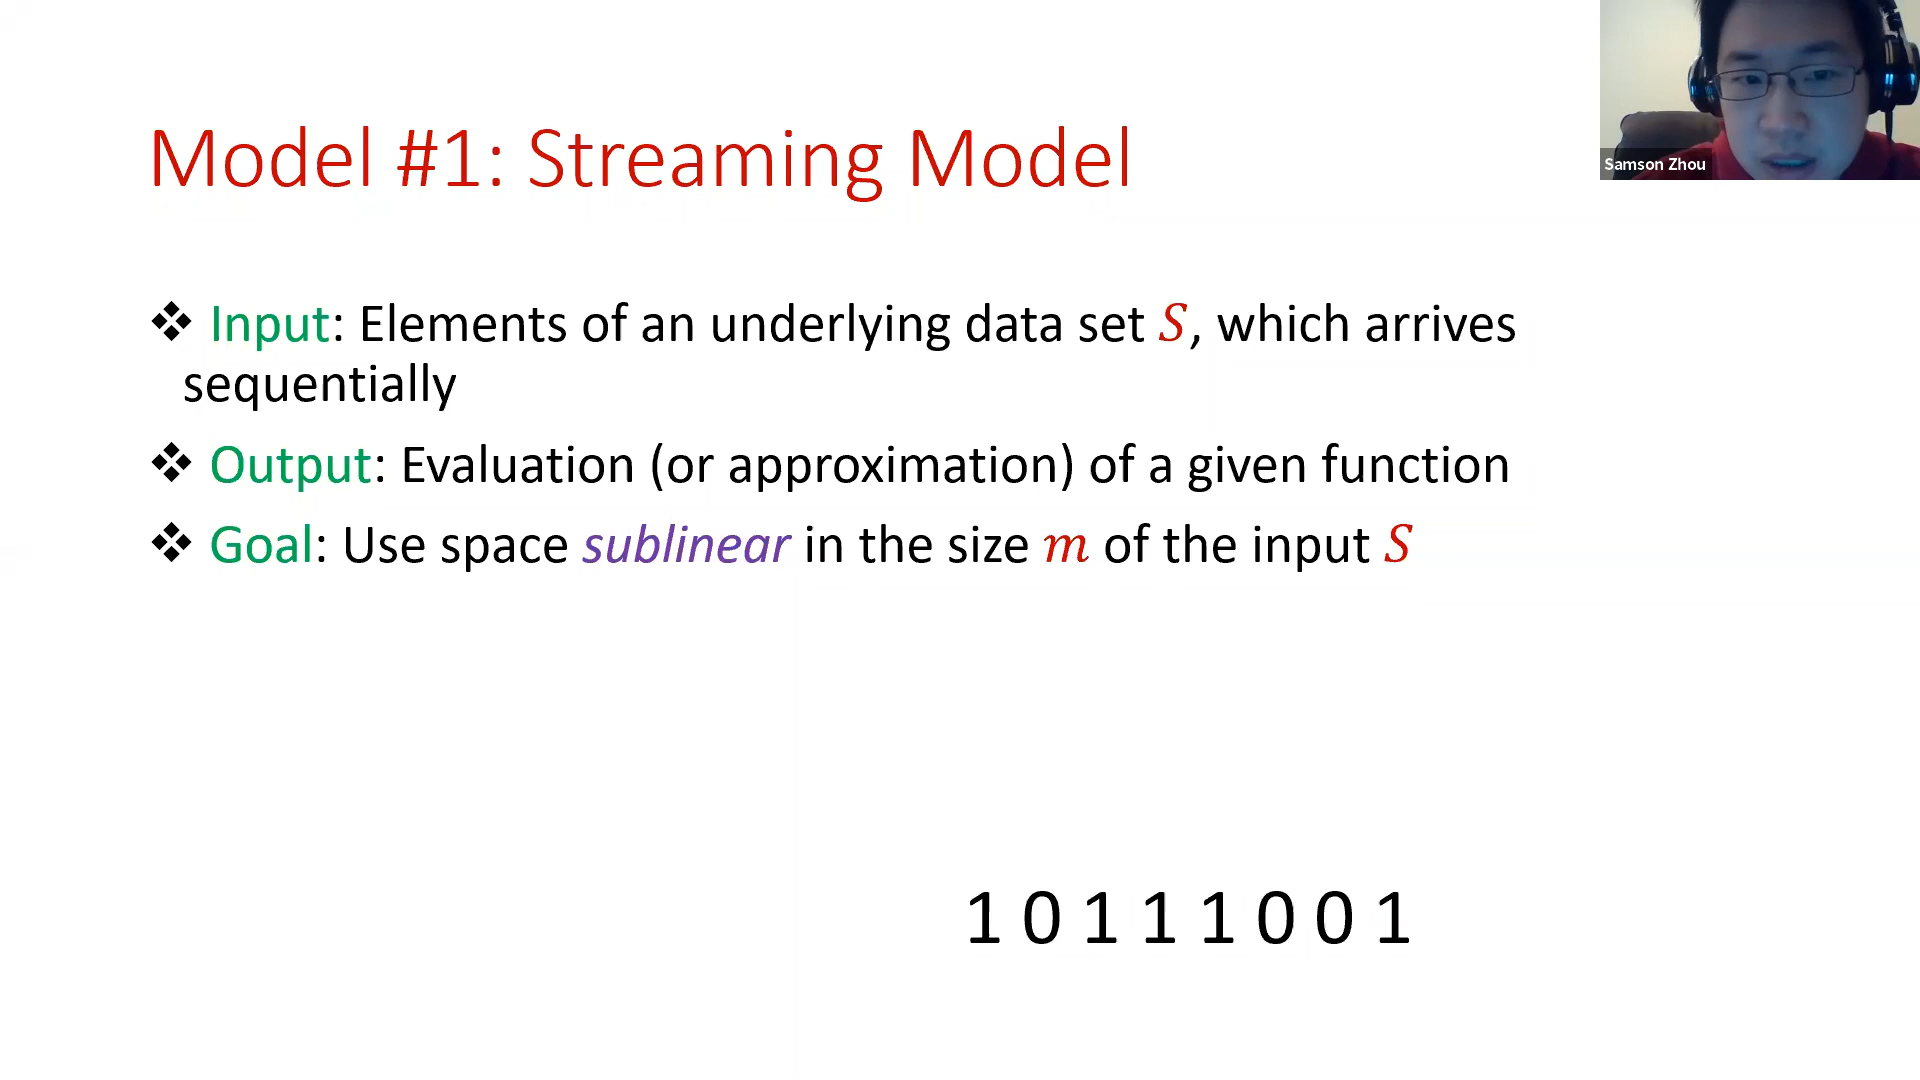 Model #1: Streaming Model
Samson Zhou
❖ Input: Elements of an underlying data set S, which arrives
sequentially
❖ Output: Evaluation (or approximation) of a given function
❖ Goal: Use space sublinear in the size m of the input S
1 0 1 1 1 0 0 1